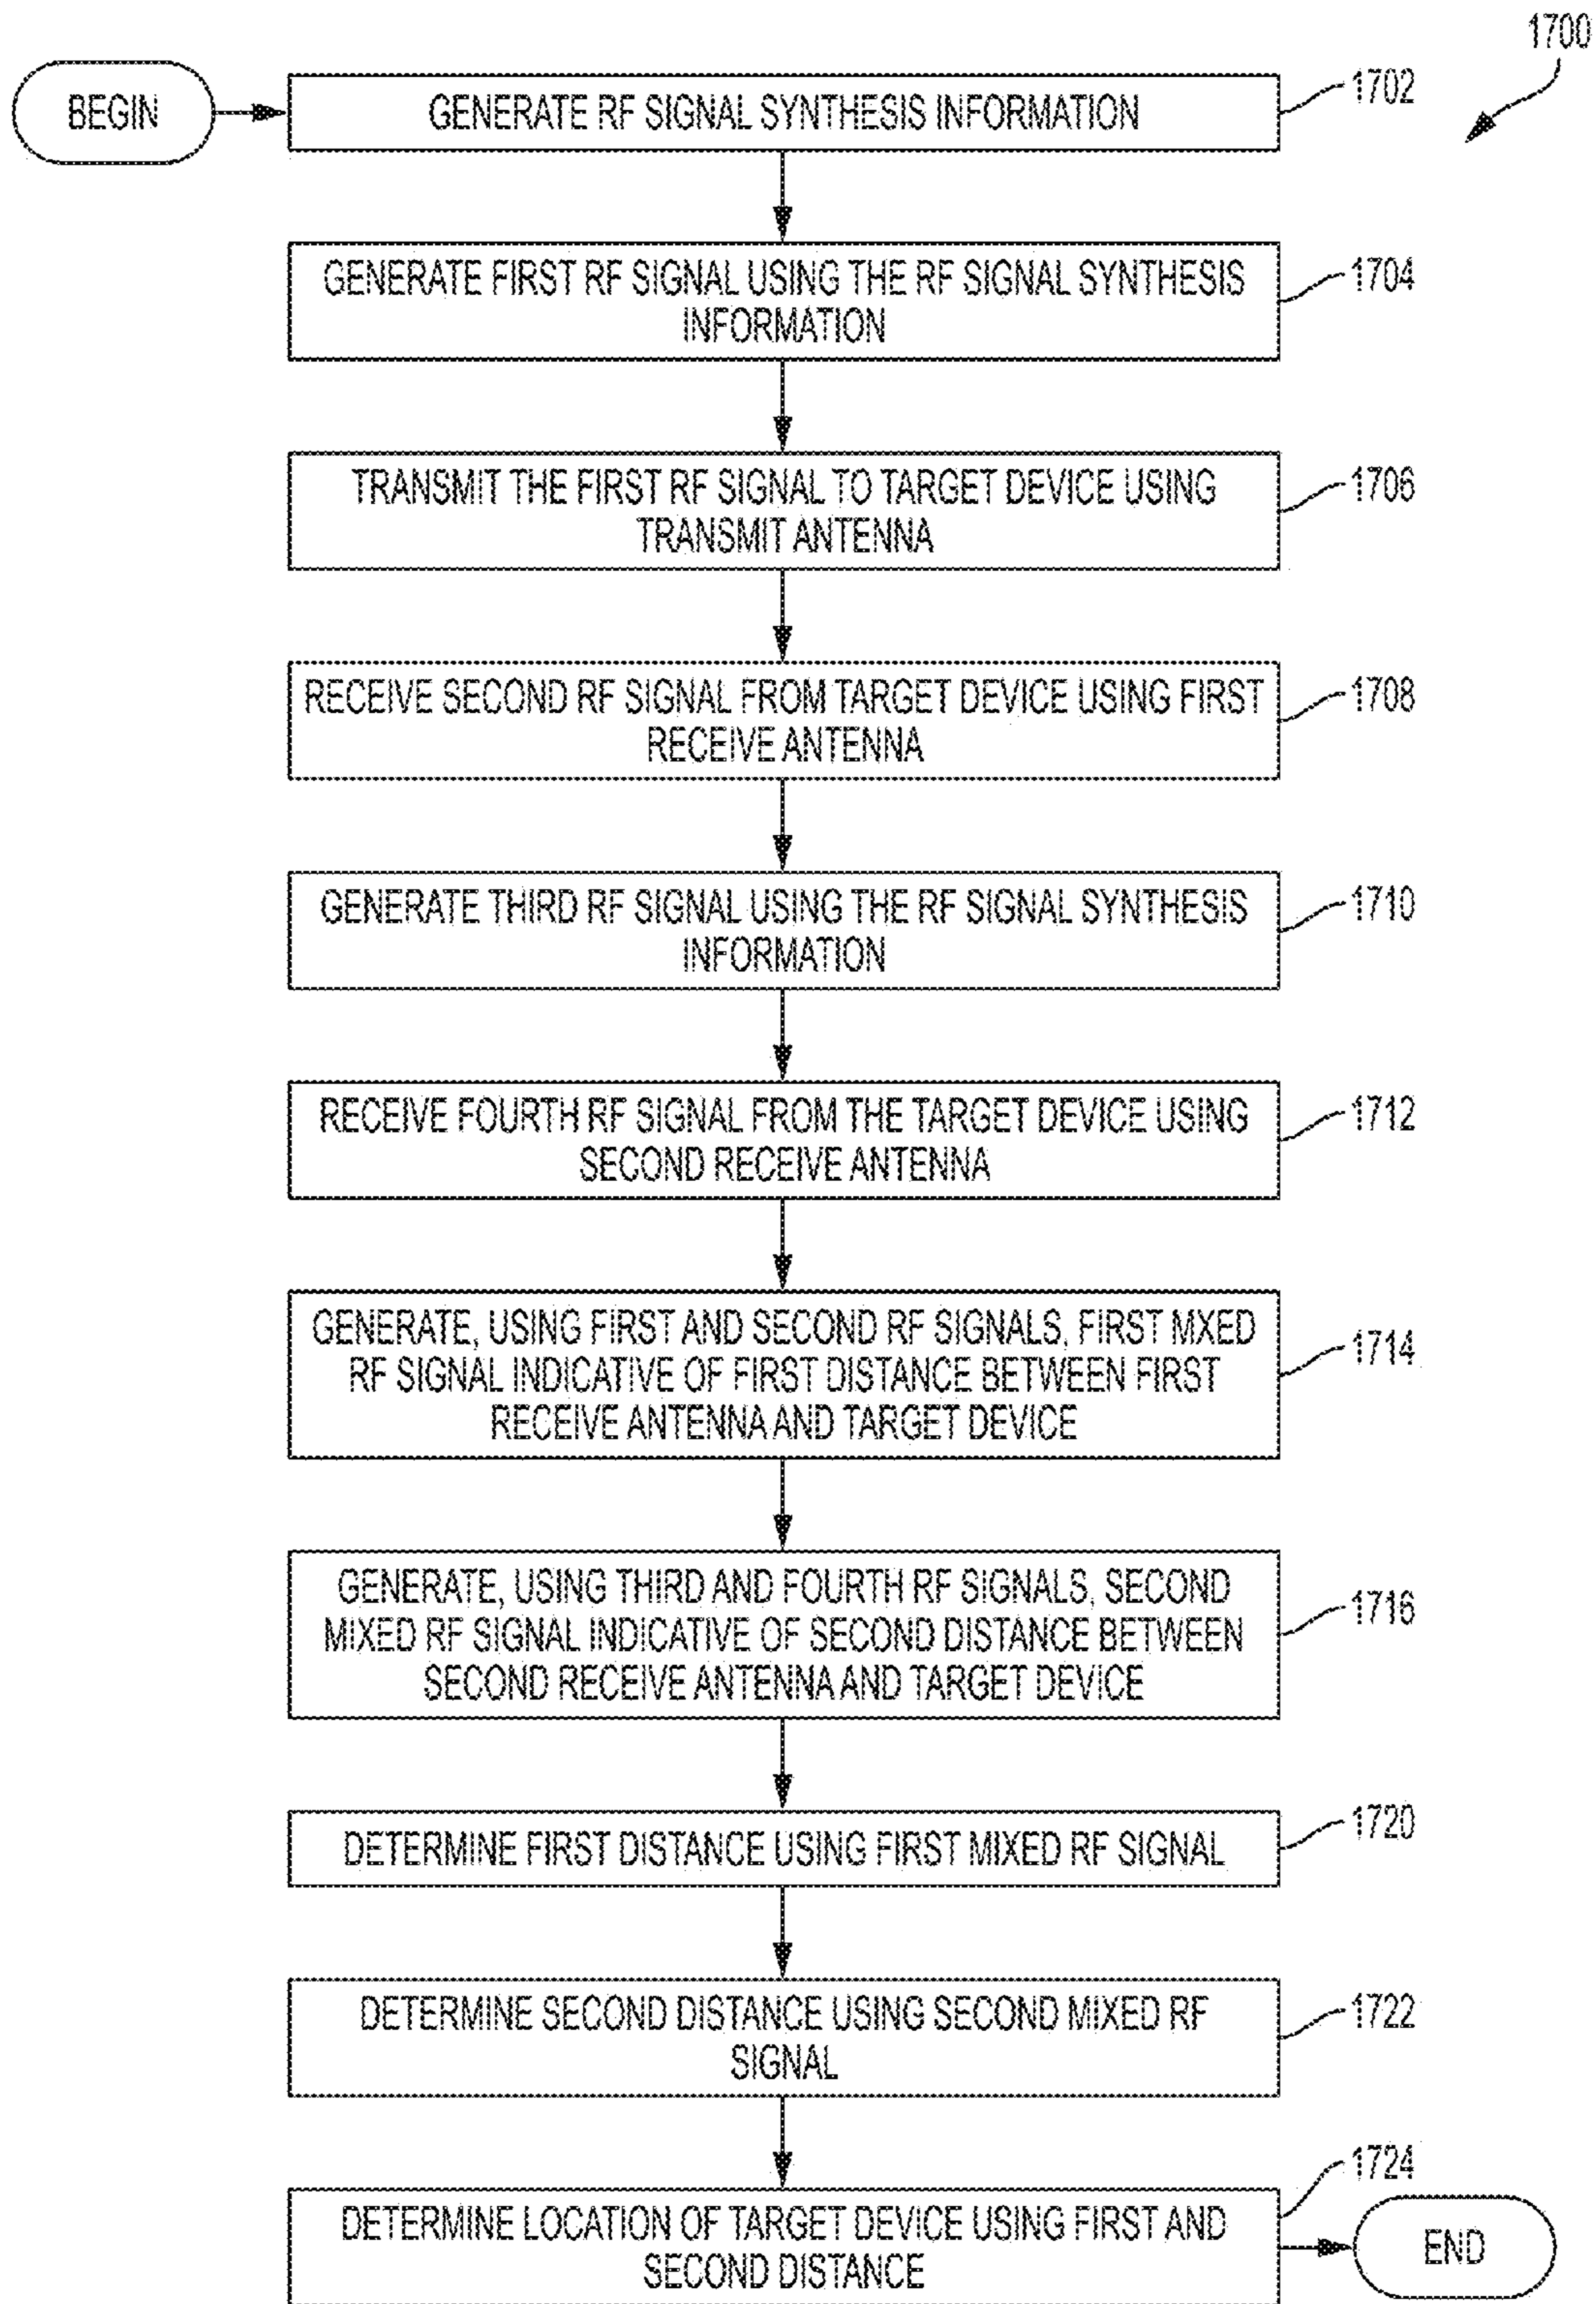 1700
BEGIN
GENERATE RF SIGNAL SYNTHESIS INFORMATION
1702
GENERATE FIRST RF SIGNAL USING THE RF SIGNAL SYNTHESIS
INFORMATION
1704
TRANSMIT THE FIRST RF SIGNAL TO TARGET DEVICE USING
TRANSMIT ANTENNA
1706
RECEIVE SECOND RF SIGNAL FROM TARGET DEVICE USING FIRST
RECEIVE ANTENNA
1708
GENERATE THIRD RF SIGNAL USING THE RF SIGNAL SYNTHESIS
INFORMATION
1710
RECEIVE FOURTH RF SIGNAL FROM THE TARGET DEVICE USING
SECOND RECEIVE ANTENNA
1712
GENERATE, USING FIRST AND SECOND RF SIGNALS, FIRST MXED
RF SIGNAL INDICATIVE OF FIRST DISTANCE BETWEEN FIRST
RECEIVE ANTENNA AND TARGET DEVICE
1714
GENERATE, USING THIRD AND FOURTH RF SIGNALS, SECOND
MIXED RF SIGNAL INDICATIVE OF SECOND DISTANCE BETWEEN
SECOND RECEIVE ANTENNA AND TARGET DEVICE
1716
DETERMINE FIRST DISTANCE USING FIRST MIXED RF SIGNAL
1720
DETERMINE SECOND DISTANCE USING SECOND MIXED RF
SIGNAL
1722
DETERMINE LOCATION OF TARGET DEVICE USING FIRST AND
SECOND DISTANCE
1724
END